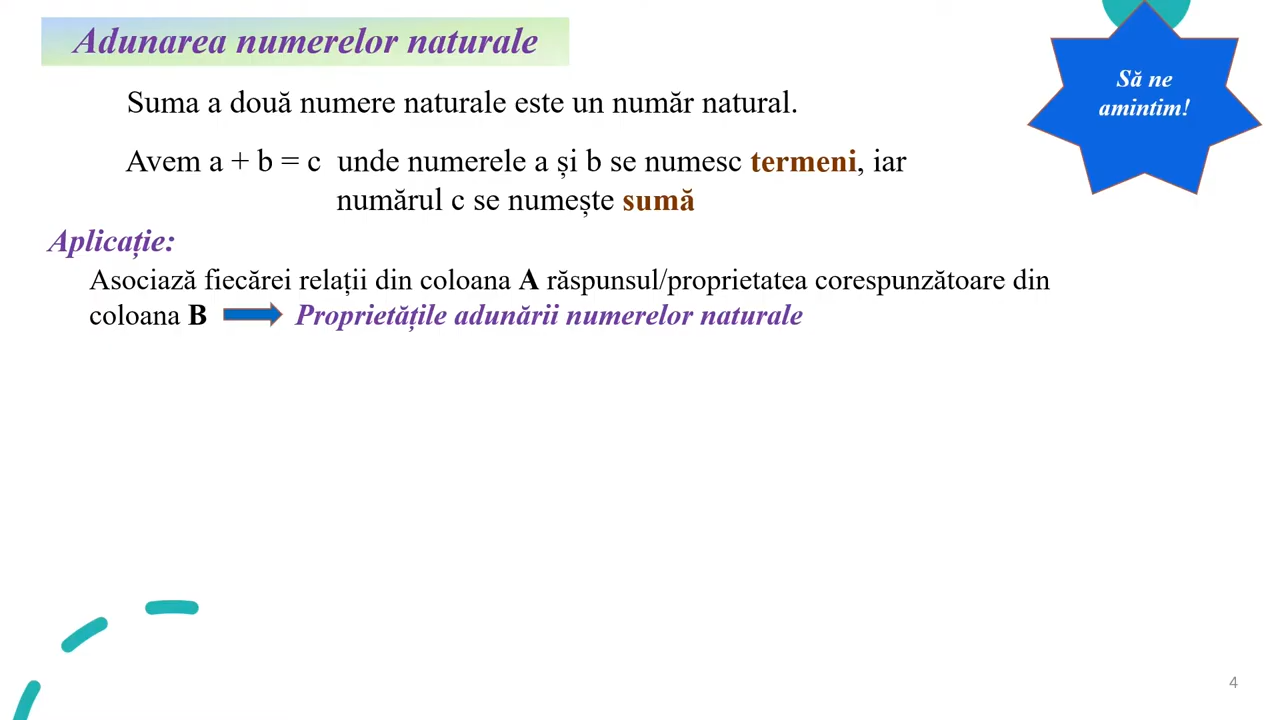 Adunarea numerelor naturale
Să ne
amintim!
Suma a două numere naturale este un număr natural.
Avem a + b = c unde numerele a și b se numesc termeni, iar
numărul c se numește sumă
Aplicație:
Asociază fiecărei relații din coloana A răspunsul/proprietatea corespunzătoare din
coloana B Proprietățile adunării numerelor naturale
4